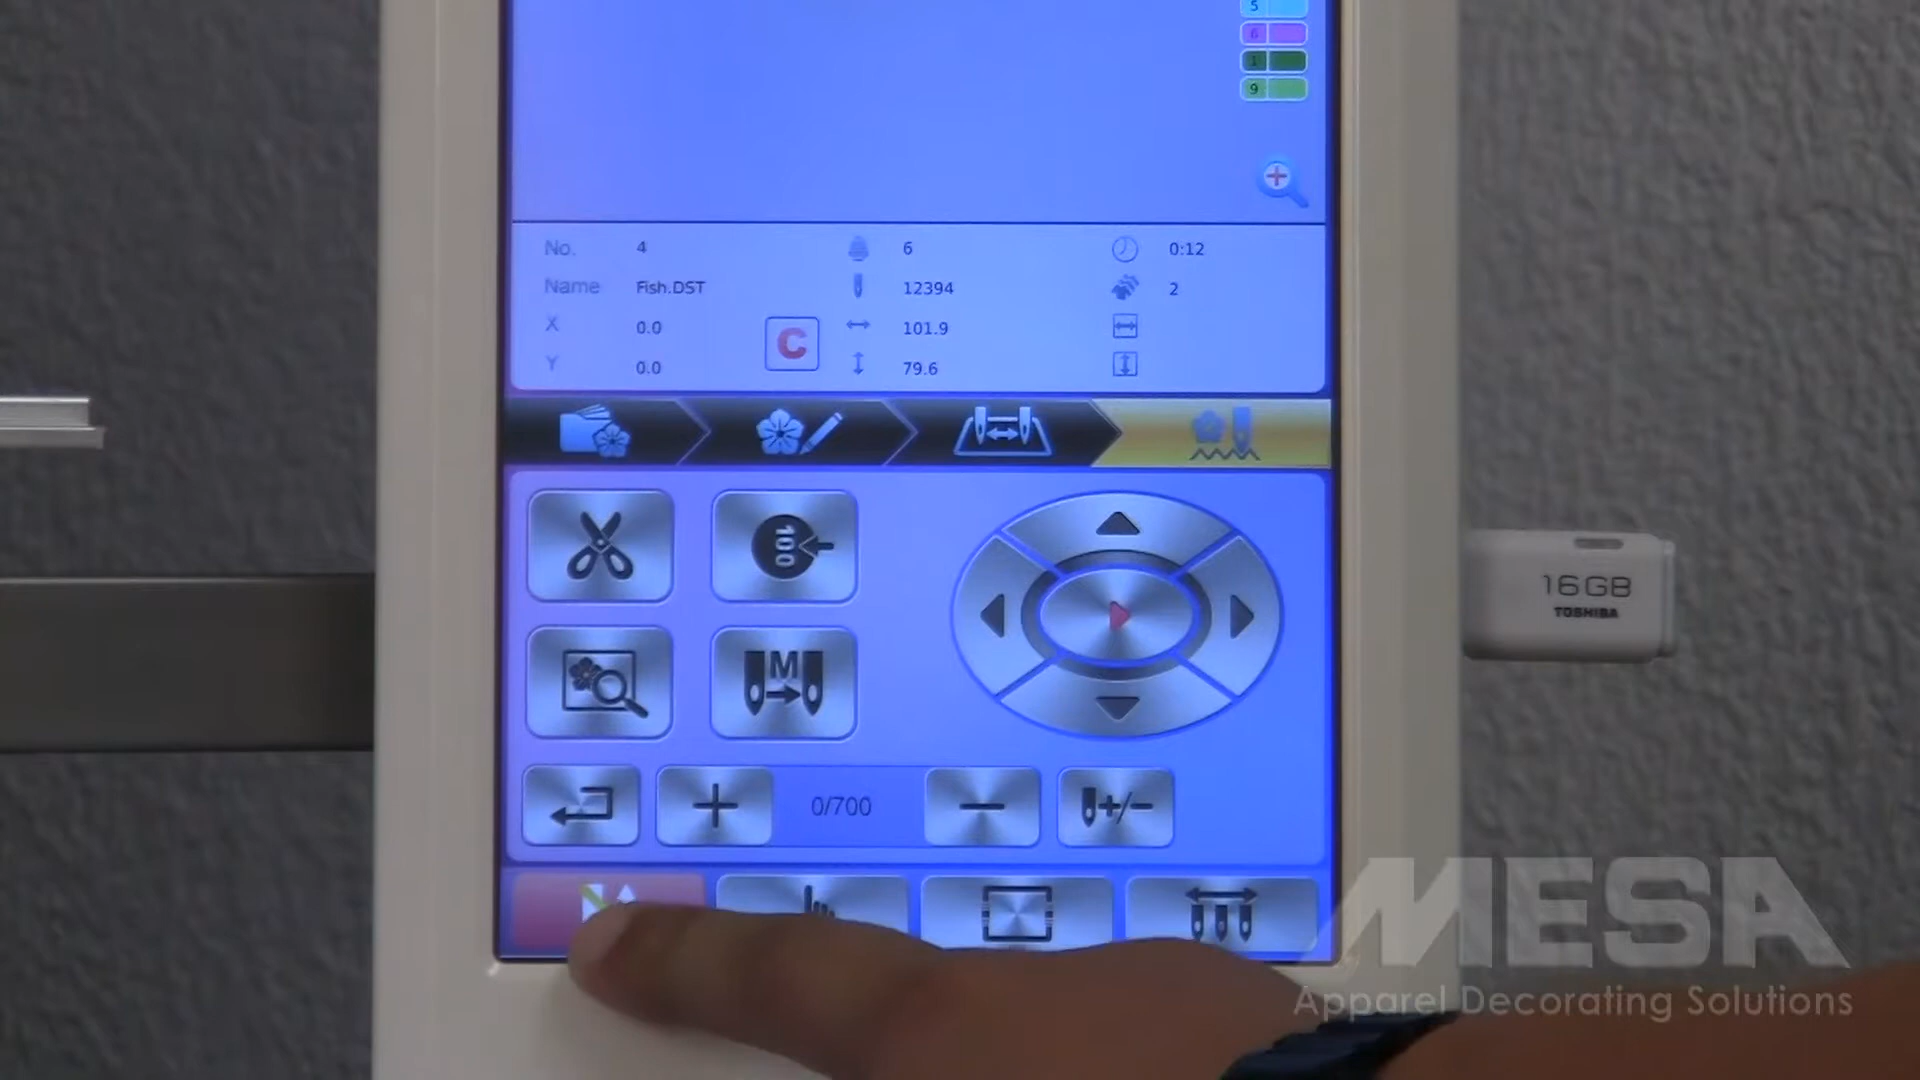 5
6
1
9
No. 4 6 0:12
Name Fish.DST 12394 2
X 0.0 C 101.9
Y 0.0 79.6
100
M
0/700
+/-
16GB
TOSHIBA
MESA
Apparel Decorating Solutions